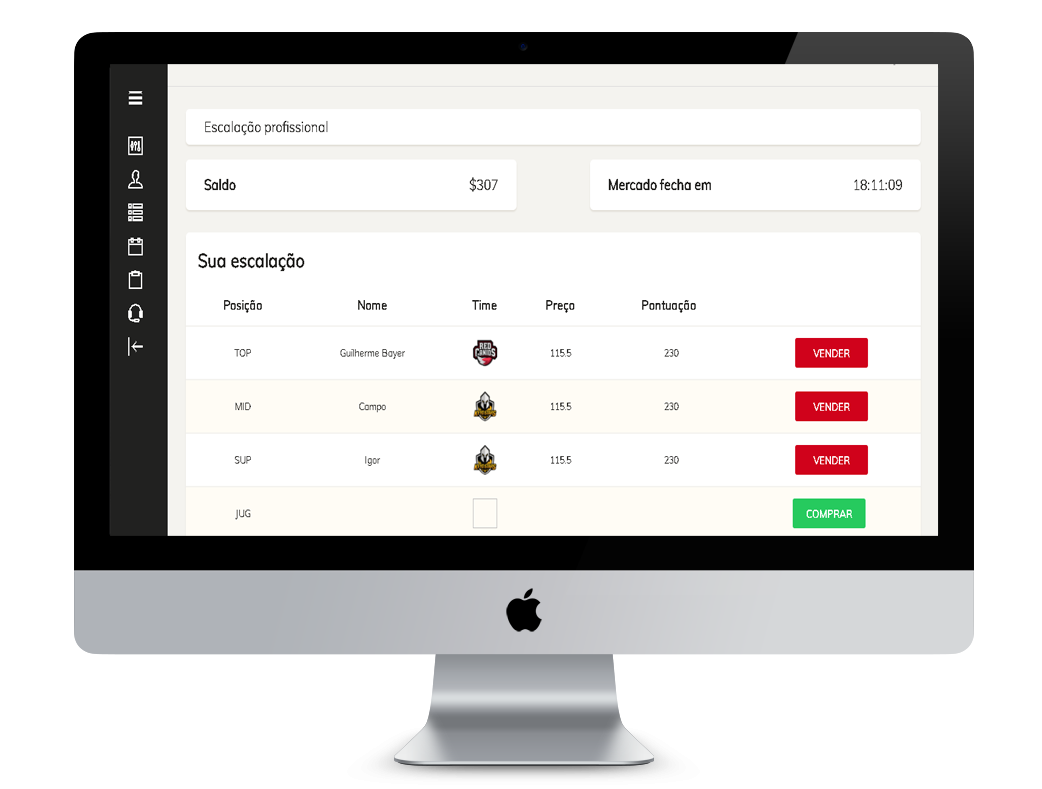 Escalação profissional
Saldo $307 Mercado fecha em 18:11:09
Sua escalação
Posição Nome Time Preço Pontuação
TOP Guilherme Bayer RED CANIDS 115.5 230 VENDER
MID Campo 115.5 230 VENDER
SUP Igor 115.5 230 VENDER
JUG COMPRAR